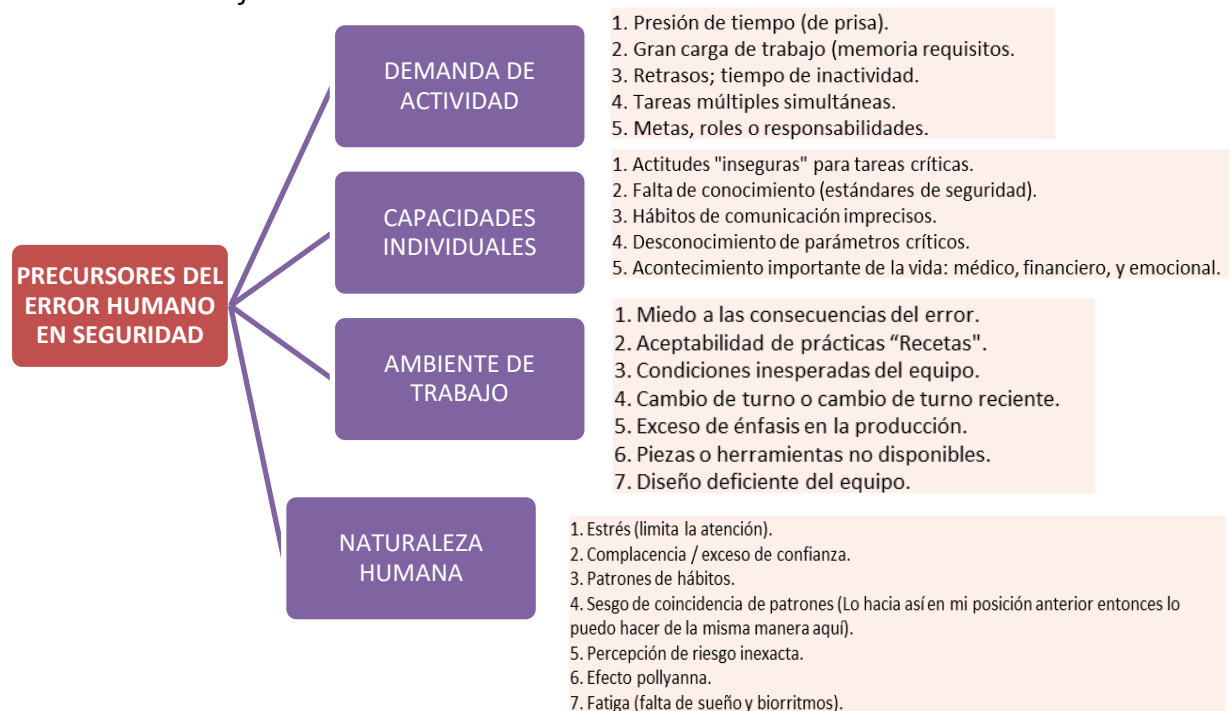 PRECURSORES DEL
ERROR HUMANO
EN SEGURIDAD
DEMANDA DE
ACTIVIDAD
1. Presión de tiempo (de prisa).
2. Gran carga de trabajo (memoria requisitos.
3. Retrasos; tiempo de inactividad.
4. Tareas múltiples simultáneas.
5. Metas, roles o responsabilidades.
CAPACIDADES
INDIVIDUALES
1. Actitudes "inseguras" para tareas críticas.
2. Falta de conocimiento (estándares de seguridad).
3. Hábitos de comunicación imprecisos.
4. Desconocimiento de parámetros críticos.
5. Acontecimiento importante de la vida: médico, financiero, y emocional.
AMBIENTE DE
TRABAJO
1. Miedo a las consecuencias del error.
2. Aceptabilidad de prácticas “Recetas".
3. Condiciones inesperadas del equipo.
4. Cambio de turno o cambio de turno reciente.
5. Exceso de énfasis en la producción.
6. Piezas o herramientas no disponibles.
7. Diseño deficiente del equipo.
NATURALEZA
HUMANA
1. Estrés (limita la atención).
2. Complacencia / exceso de confianza.
3. Patrones de hábitos.
4. Sesgo de coincidencia de patrones (Lo hacia así en mi posición anterior entonces lo
puedo hacer de la misma manera aquí).
5. Percepción de riesgo inexacta.
6. Efecto pollyanna.
7. Fatiga (falta de sueño y biorritmos).